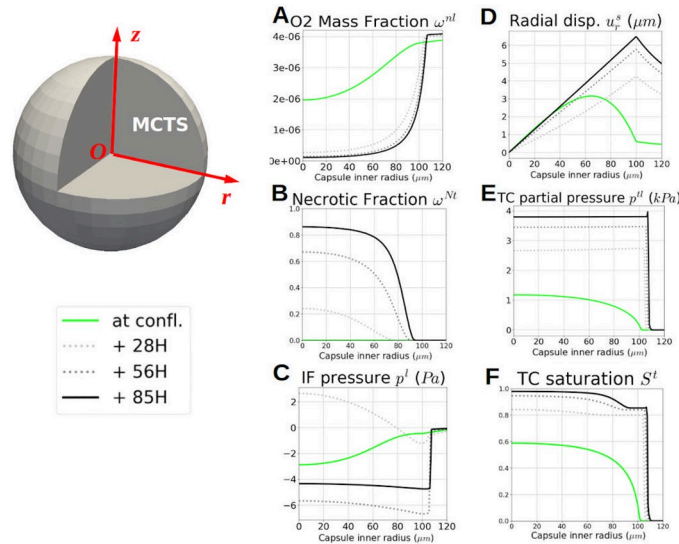 z
MCTS
O
r
at confl.
+ 28H
+ 56H
+ 85H
A
O2 Mass Fraction ω^nl
4e-06
3e-06
2e-06
1e-06
0e+00
0 20 40 60 80 100 120
Capsule inner radius (μm)
B
Necrotic Fraction ω^Nt
1.0
0.8
0.6
0.4
0.2
0.0
0 20 40 60 80 100 120
Capsule inner radius (μm)
C
IF pressure p^l (Pa)
2
0
−2
−4
−6
0 20 40 60 80 100 120
Capsule inner radius (μm)
D
Radial disp. u_r^s (μm)
6
5
4
3
2
1
0
0 20 40 60 80 100 120
Capsule inner radius (μm)
E
TC partial pressure p^tl (kPa)
4
3
2
1
0
0 20 40 60 80 100 120
Capsule inner radius (μm)
F
TC saturation S^t
1.0
0.8
0.6
0.4
0.2
0.0
0 20 40 60 80 100 120
Capsule inner radius (μm)